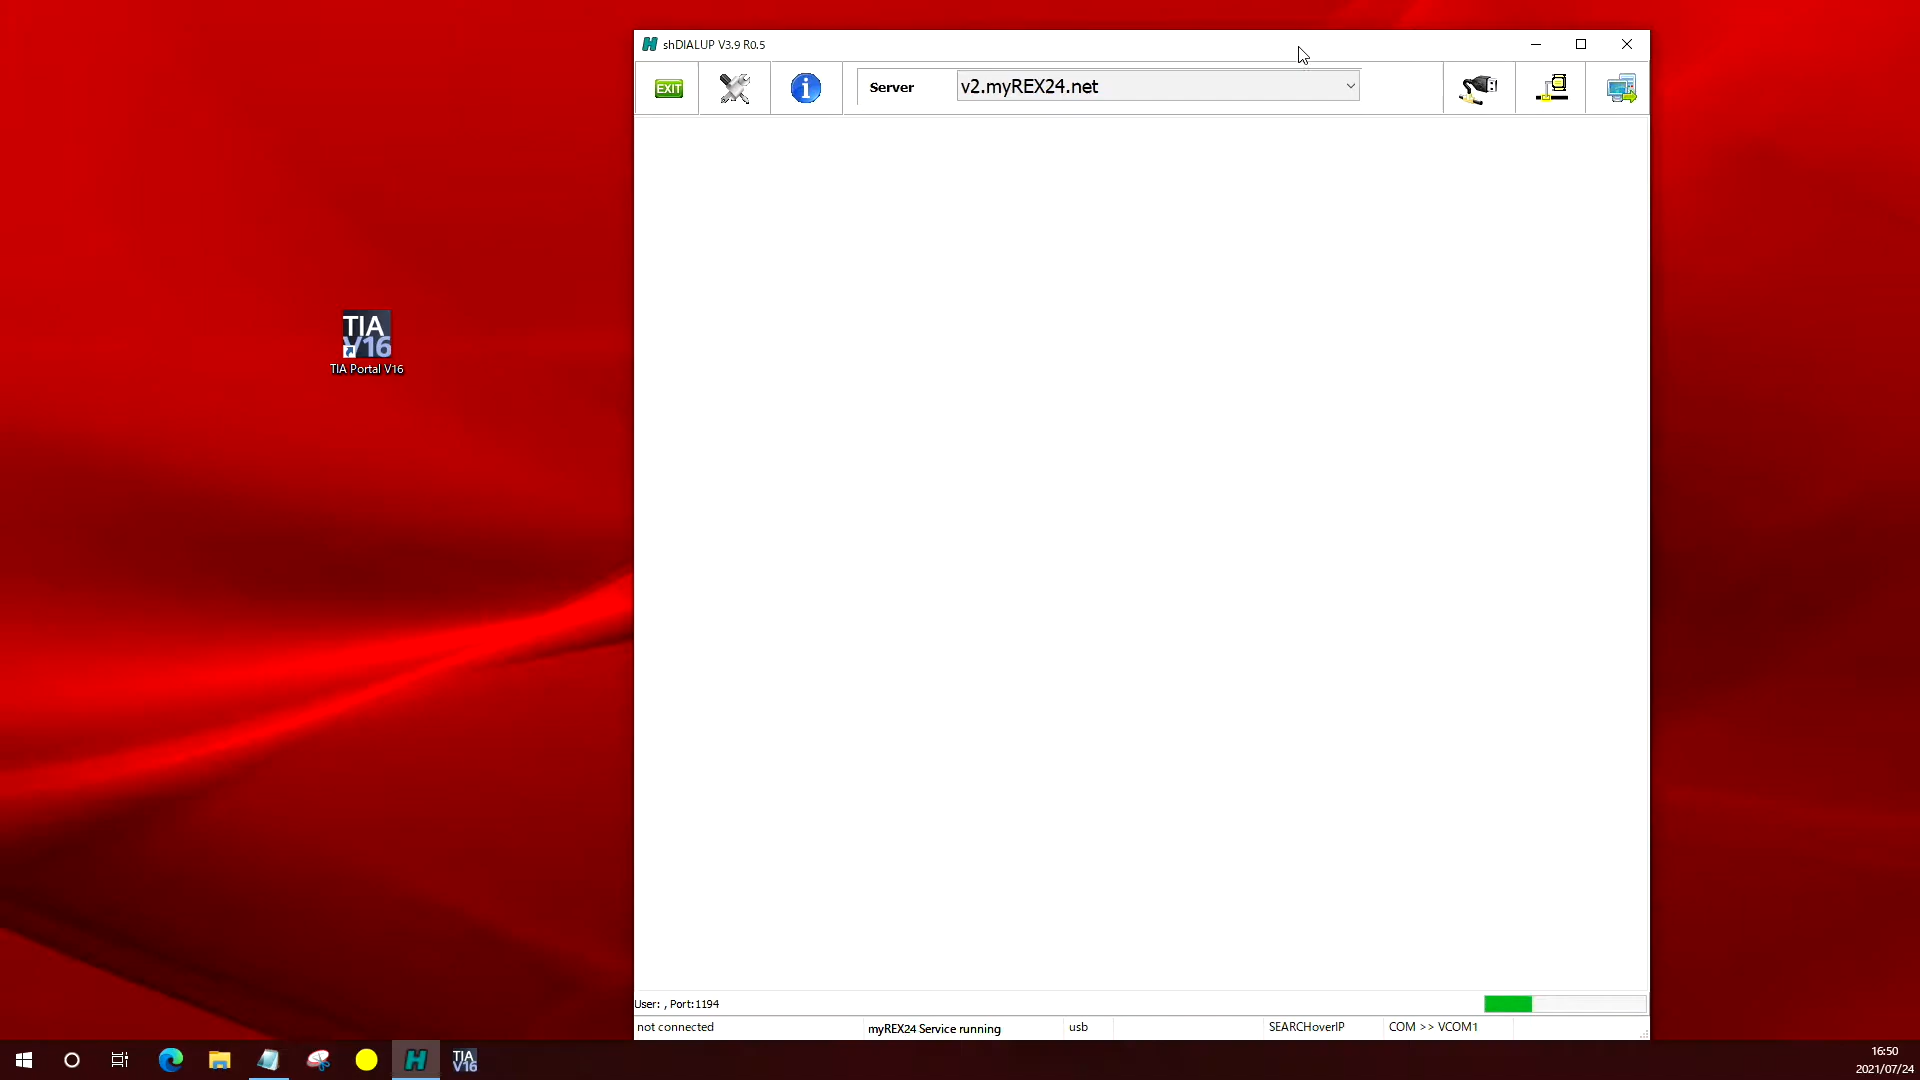 shDIALUP V3.9 R0.5
EXIT
Server
v2.myREX24.net
TIA
V16
TIA Portal V16
User: , Port:1194
not connected
myREX24 Service running
usb
SEARCHoverIP
COM >> VCOM1
TIA
V16
16:50
2021/07/24